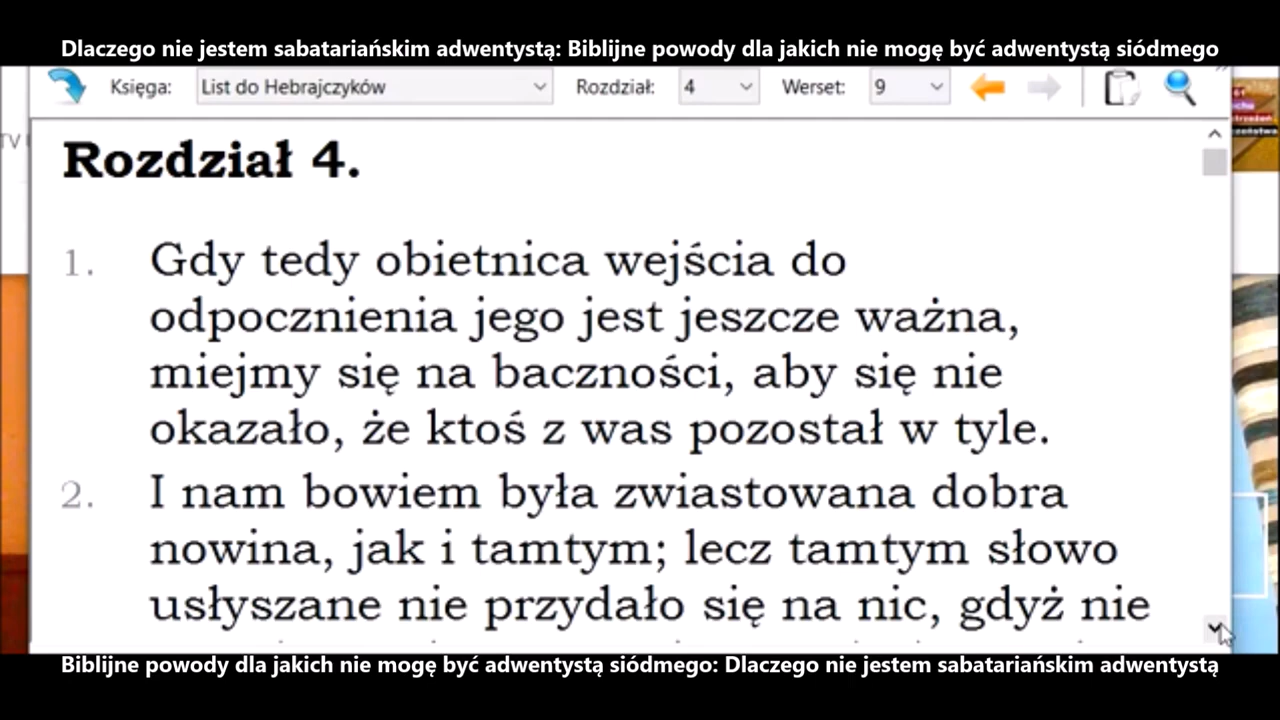 Dlaczego nie jestem sabatariańskim adwentystą: Biblijne powody dla jakich nie mogę być adwentystą siódmego
Księga: List do Hebrajczyków Rozdział: 4 Werset: 9
TV
Rozdział 4.
1. Gdy tedy obietnica wejścia do
odpocznienia jego jest jeszcze ważna,
miejmy się na baczności, aby się nie
okazało, że ktoś z was pozostał w tyle.
2. I nam bowiem była zwiastowana dobra
nowina, jak i tamtym; lecz tamtym słowo
usłyszane nie przydało się na nic, gdyż nie
Biblijne powody dla jakich nie mogę być adwentystą siódmego: Dlaczego nie jestem sabatariańskim adwentystą